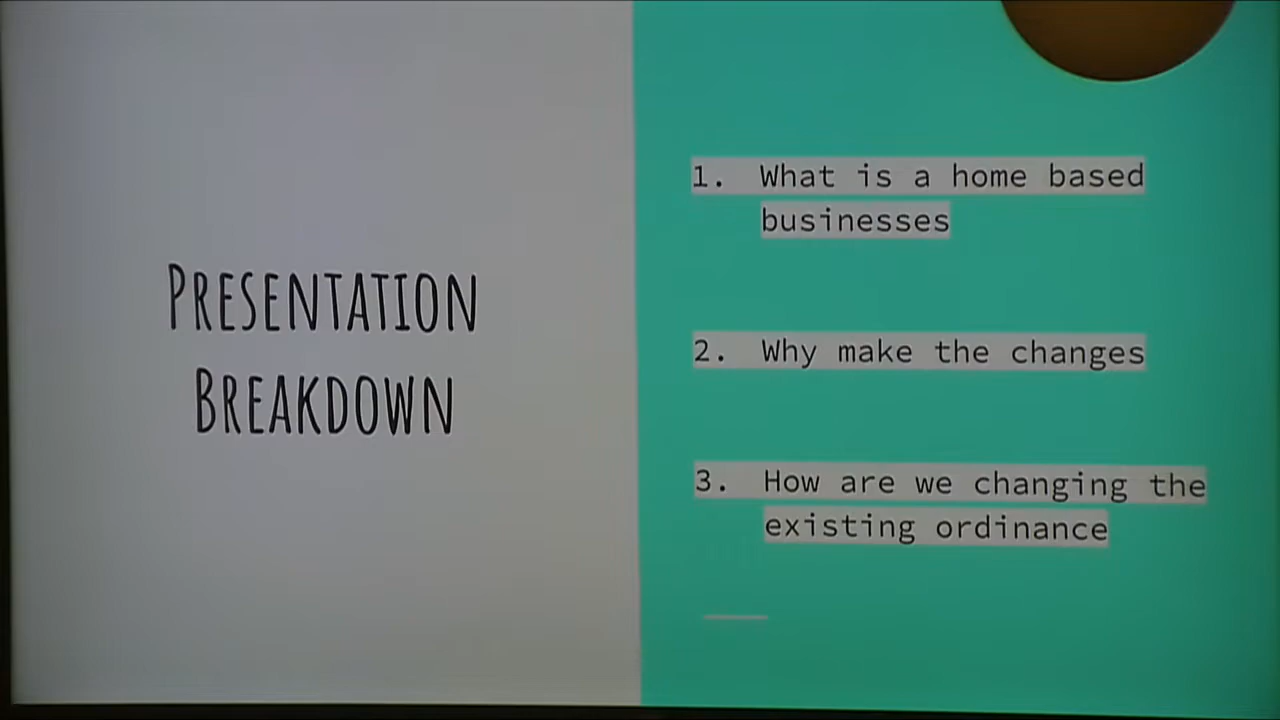 PRESENTATION
BREAKDOWN
1. What is a home based
businesses
2. Why make the changes
3. How are we changing the
existing ordinance